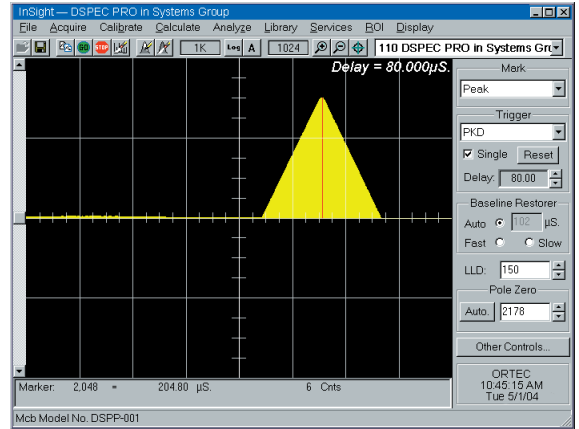 InSight — DSPEC PRO in Systems Group
File Acquire Calibrate Calculate Analyze Library Services ROI Display
GO STOP 1K Log A 1024 110 DSPEC PRO in Systems Grc
Delay = 80.000µS.
Mark
Peak
Trigger
PKD
Single Reset
Delay: 80.00
Baseline Restorer
Auto 102 µS.
Fast Slow
LLD: 150
Pole Zero
Auto. 2178
Other Controls...
ORTEC
10:45:15 AM
Tue 5/1/04
Marker: 2,048 = 204.80 µS. 6 Cnts
Mcb Model No. DSPP-001